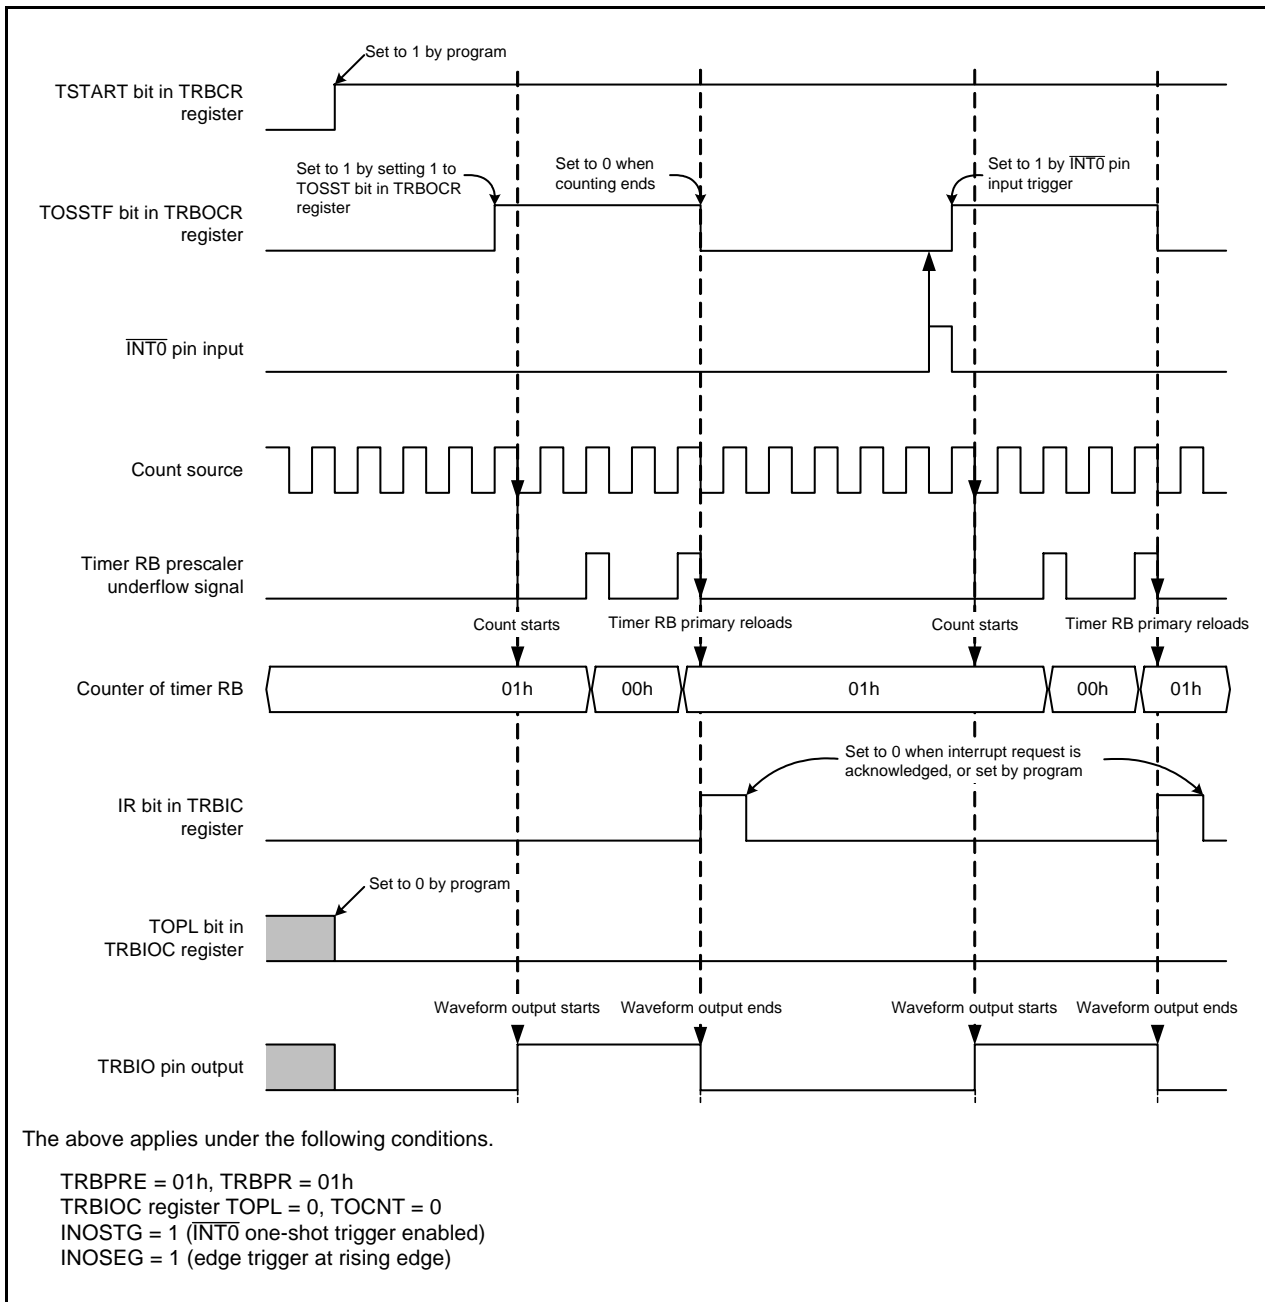 Set to 1 by program
TSTART bit in TRBCR
register
Set to 1 by setting 1 to
TOSST bit in TRBOCR
register
Set to 0 when
counting ends
Set to 1 by INT0 pin
input trigger
TOSSTF bit in TRBOCR
register
INT0 pin input
Count source
Timer RB prescaler
underflow signal
Count starts
Timer RB primary reloads
Count starts
Timer RB primary reloads
Counter of timer RB
01h
00h
01h
00h
01h
Set to 0 when interrupt request is
acknowledged, or set by program
IR bit in TRBIC
register
Set to 0 by program
TOPL bit in
TRBIOC register
Waveform output starts
Waveform output ends
Waveform output starts
Waveform output ends
TRBIO pin output
The above applies under the following conditions.
TRBPRE = 01h, TRBPR = 01h
TRBIOC register TOPL = 0, TOCNT = 0
INOSTG = 1 (INT0 one-shot trigger enabled)
INOSEG = 1 (edge trigger at rising edge)